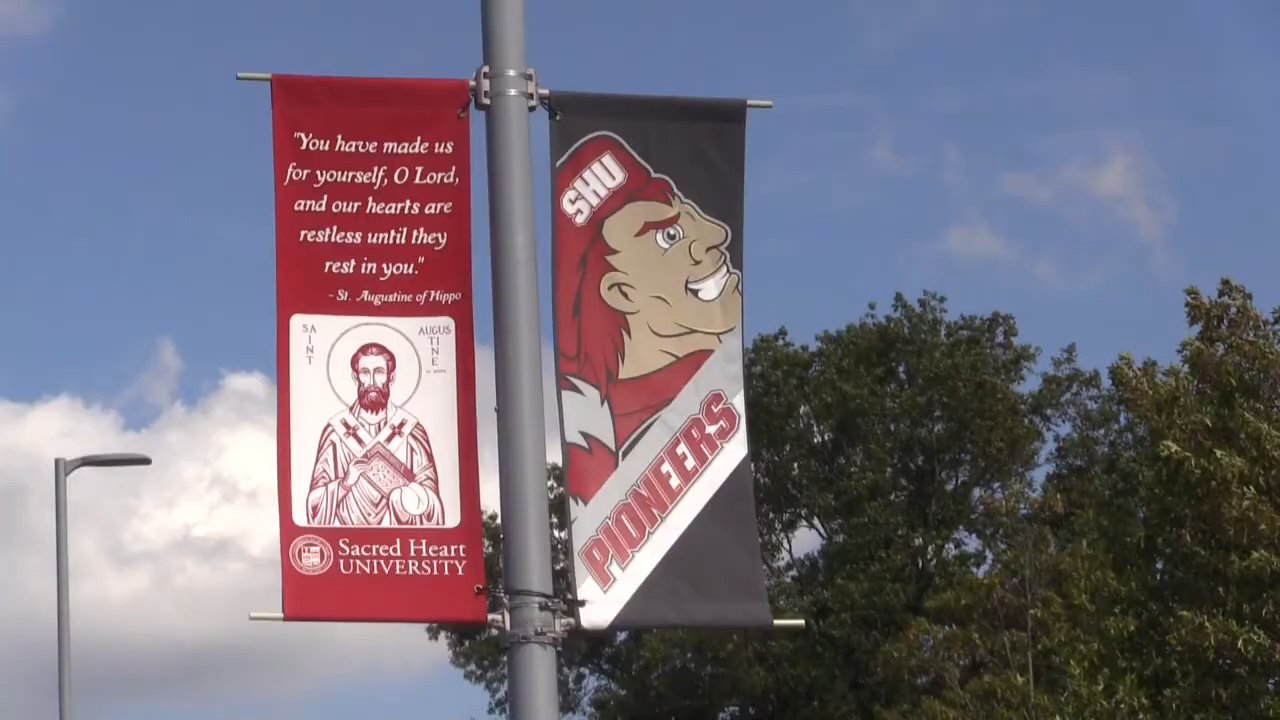 "You have made us
for yourself, O Lord,
and our hearts are
restless until they
rest in you."
- St. Augustine of Hippo
SAINT
AUGUSTINE
Sacred Heart
UNIVERSITY
SHU
PIONEERS